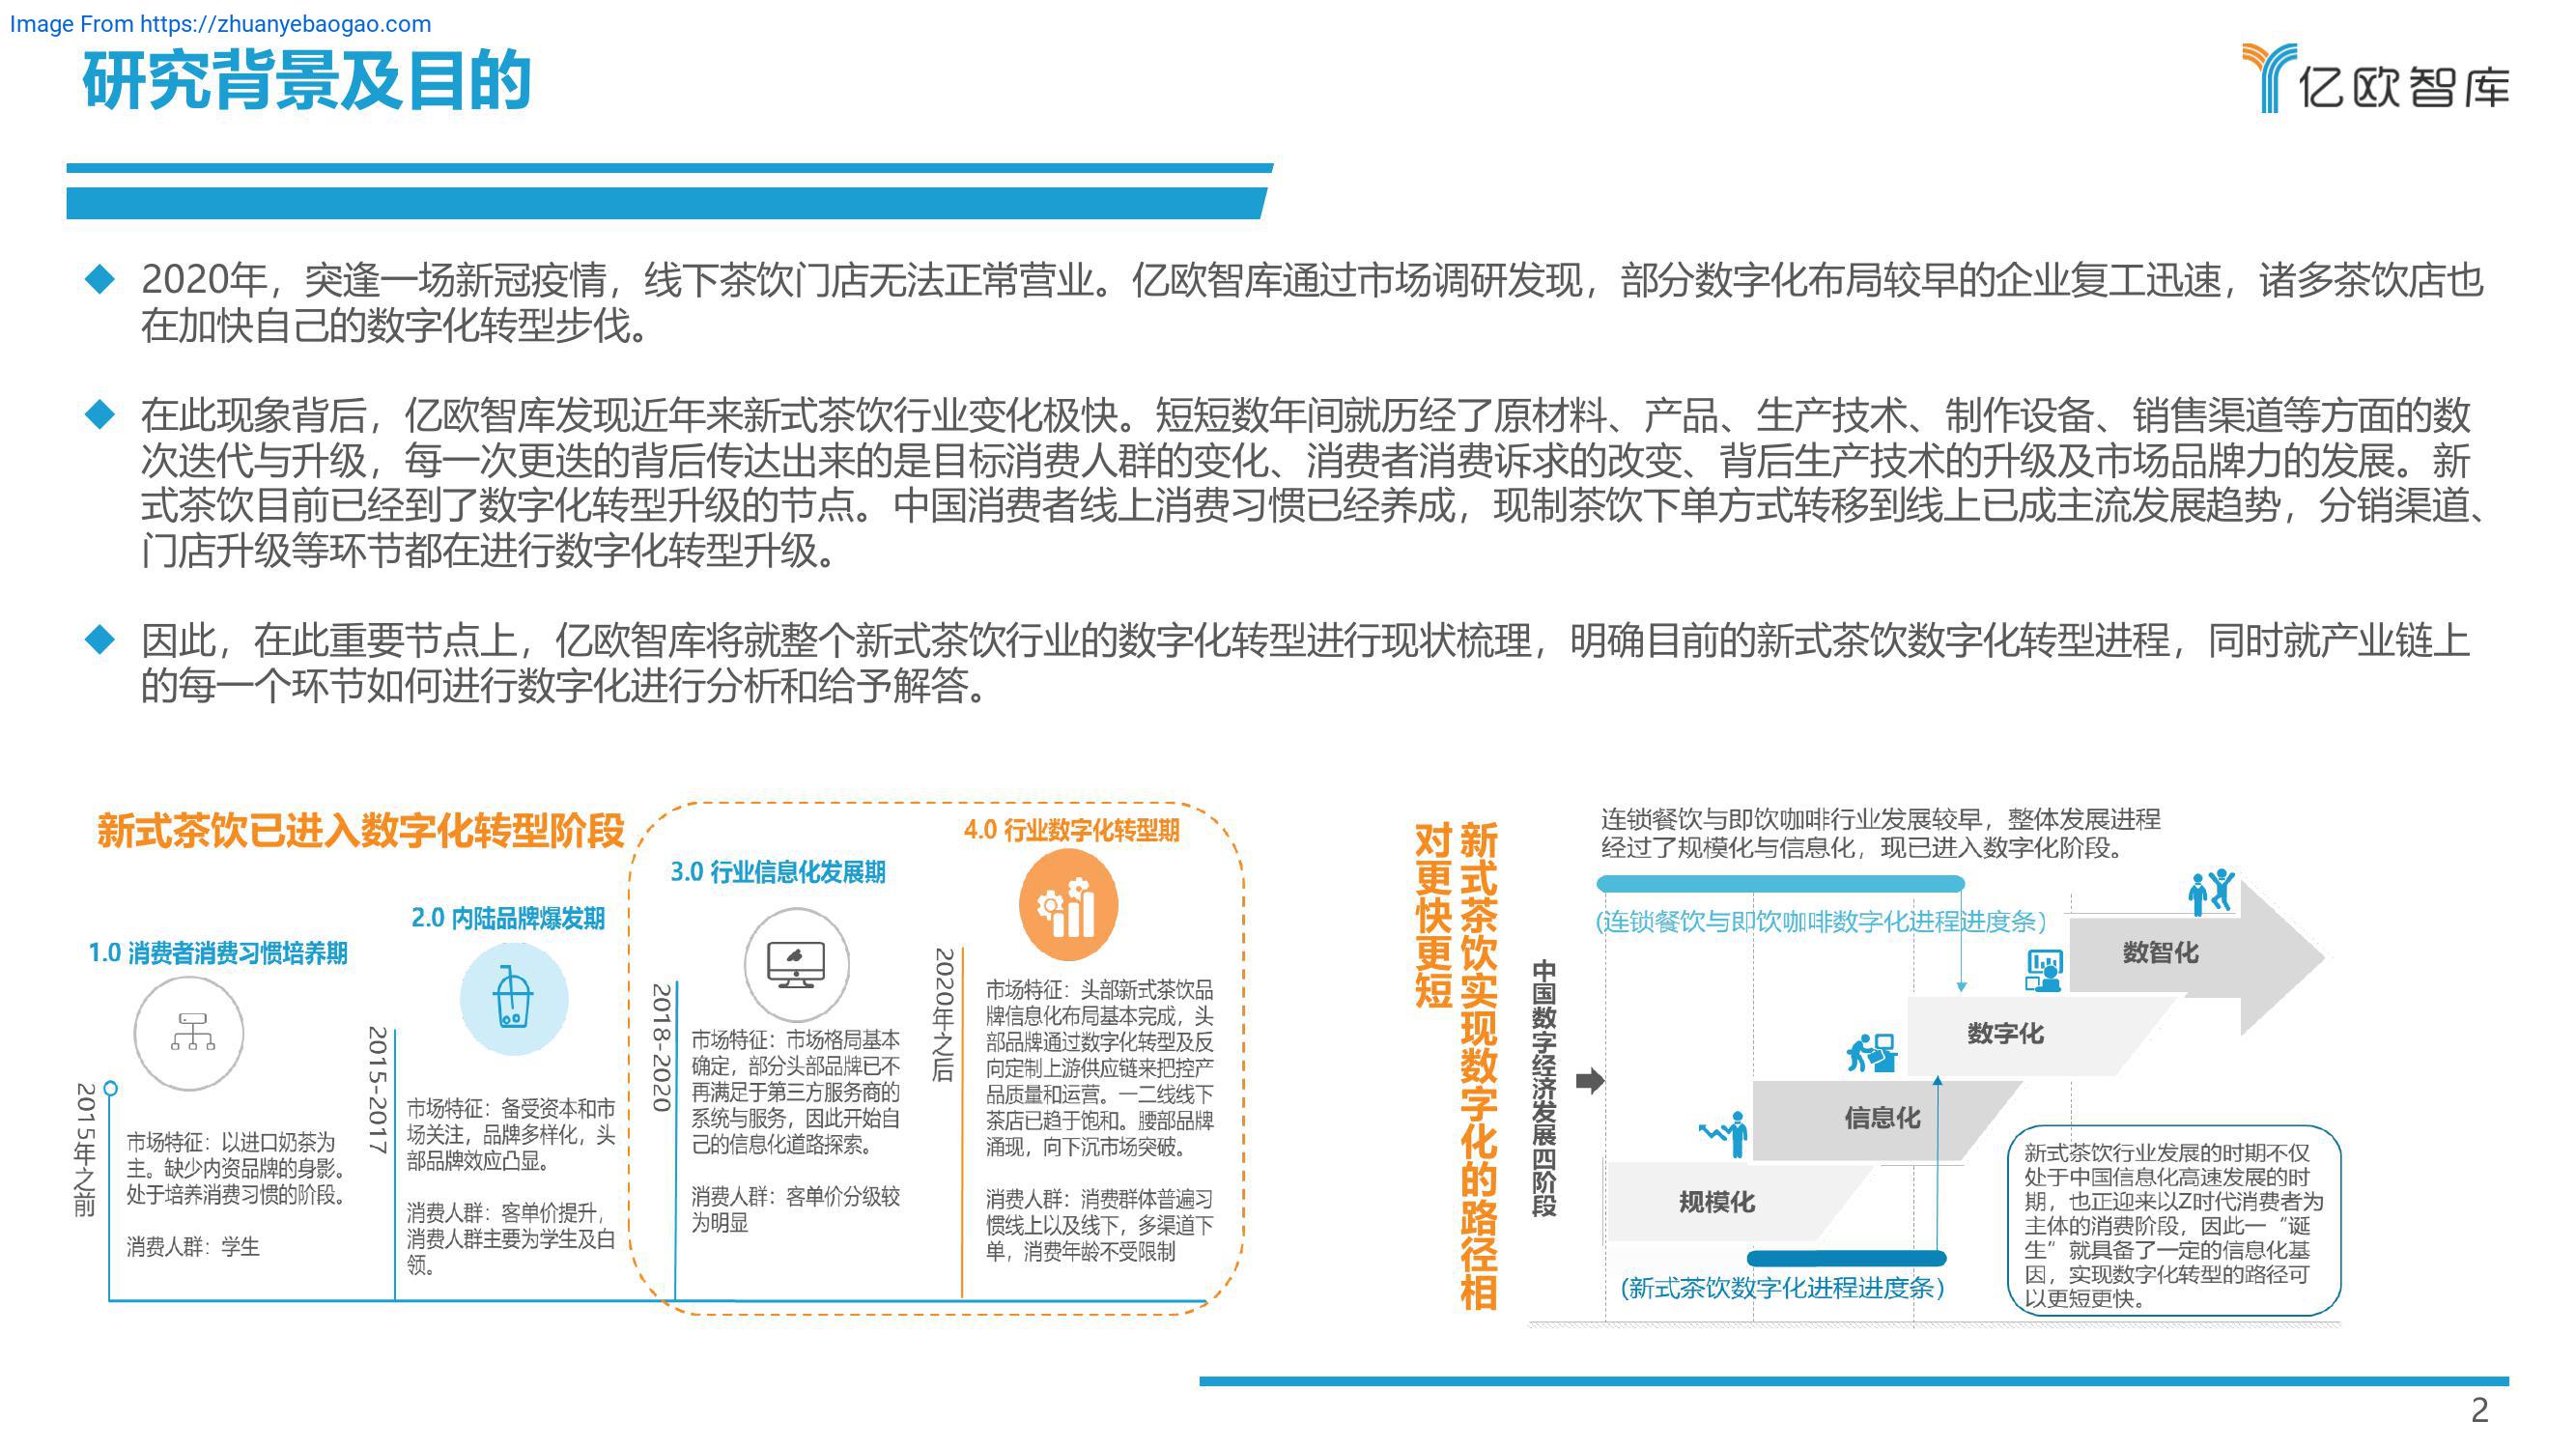 Image From https://zhuanyebaogao.com
研究背景及目的
亿欧智库
2020年，突逢一场新冠疫情，线下茶饮门店无法正常营业。亿欧智库通过市场调研发现，部分数字化布局较早的企业复工迅速，诸多茶饮店也
在加快自己的数字化转型步伐。
在此现象背后，亿欧智库发现近年来新式茶饮行业变化极快。短短数年间就历经了原材料、产品、生产技术、制作设备、销售渠道等方面的数
次迭代与升级，每一次更迭的背后传达出来的是目标消费人群的变化、消费者消费诉求的改变、背后生产技术的升级及市场品牌力的发展。新
式茶饮目前已经到了数字化转型升级的节点。中国消费者线上消费习惯已经养成，现制茶饮下单方式转移到线上已成主流发展趋势，分销渠道、
门店升级等环节都在进行数字化转型升级。
因此，在此重要节点上，亿欧智库将就整个新式茶饮行业的数字化转型进行现状梳理，明确目前的新式茶饮数字化转型进程，同时就产业链上
的每一个环节如何进行数字化进行分析和给予解答。
新式茶饮已进入数字化转型阶段
1.0 消费者消费习惯培养期
2015年之前
市场特征：以进口奶茶为
主。缺少内资品牌的身影。
处于培养消费习惯的阶段。
消费人群：学生
2.0 内陆品牌爆发期
2015-2017
市场特征：备受资本和市
场关注，品牌多样化，头
部品牌效应凸显。
消费人群：客单价提升，
消费人群主要为学生及白
领。
3.0 行业信息化发展期
2018-2020
市场特征：市场格局基本
确定，部分头部品牌已不
再满足于第三方服务商的
系统与服务，因此开始自
己的信息化道路探索。
消费人群：客单价分级较
为明显
4.0 行业数字化转型期
2020年之后
市场特征：头部新式茶饮品
牌信息化布局基本完成，头
部品牌通过数字化转型及反
向定制上游供应链来把控产
品质量和运营。一二线线下
茶店已趋于饱和。腰部品牌
涌现，向下沉市场突破。
消费人群：消费群体普遍习
惯线上以及线下，多渠道下
单，消费年龄不受限制
新式茶饮实现数字化的路径相
对更快更短
连锁餐饮与即饮咖啡行业发展较早，整体发展进程
经过了规模化与信息化，现已进入数字化阶段。
(连锁餐饮与即饮咖啡数字化进程进度条)
中国数字经济发展四阶段
数智化
数字化
信息化
规模化
(新式茶饮数字化进程进度条)
新式茶饮行业发展的时期不仅
处于中国信息化高速发展的时
期，也正迎来以Z时代消费者为
主体的消费阶段，因此一“诞
生”就具备了一定的信息化基
因，实现数字化转型的路径可
以更短更快。
2